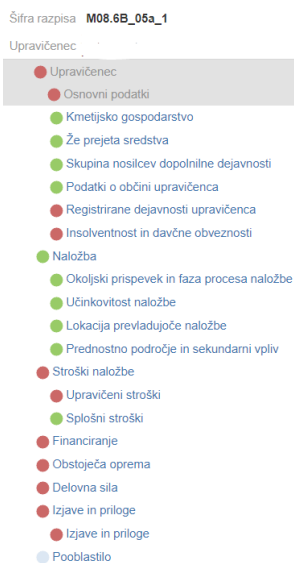 Šifra razpisa M08.6B_05a_1
Upravičenec
Upravičenec
Osnovni podatki
Kmetijsko gospodarstvo
Že prejeta sredstva
Skupina nosilcev dopolnilne dejavnosti
Podatki o občini upravičenca
Registrirane dejavnosti upravičenca
Insolventnost in davčne obveznosti
Naložba
Okoljski prispevek in faza procesa naložbe
Učinkovitost naložbe
Lokacija prevladujoče naložbe
Prednostno področje in sekundarni vpliv
Stroški naložbe
Upravičeni stroški
Splošni stroški
Financiranje
Obstoječa oprema
Delovna sila
Izjave in priloge
Izjave in priloge
Pooblastilo